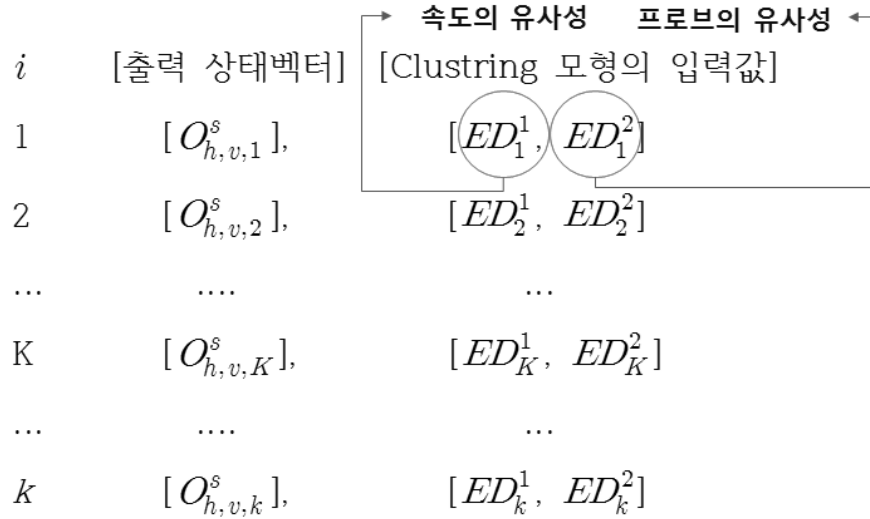 속도의 유사성 프로브의 유사성
i [출력 상태벡터] [Clustring 모형의 입력값]
1 [O^s_{h,v,1}], [ED^1_1, ED^2_1]
2 [O^s_{h,v,2}], [ED^1_2, ED^2_2]
... .... ...
K [O^s_{h,v,K}], [ED^1_K, ED^2_K]
... .... ...
k [O^s_{h,v,k}], [ED^1_k, ED^2_k]